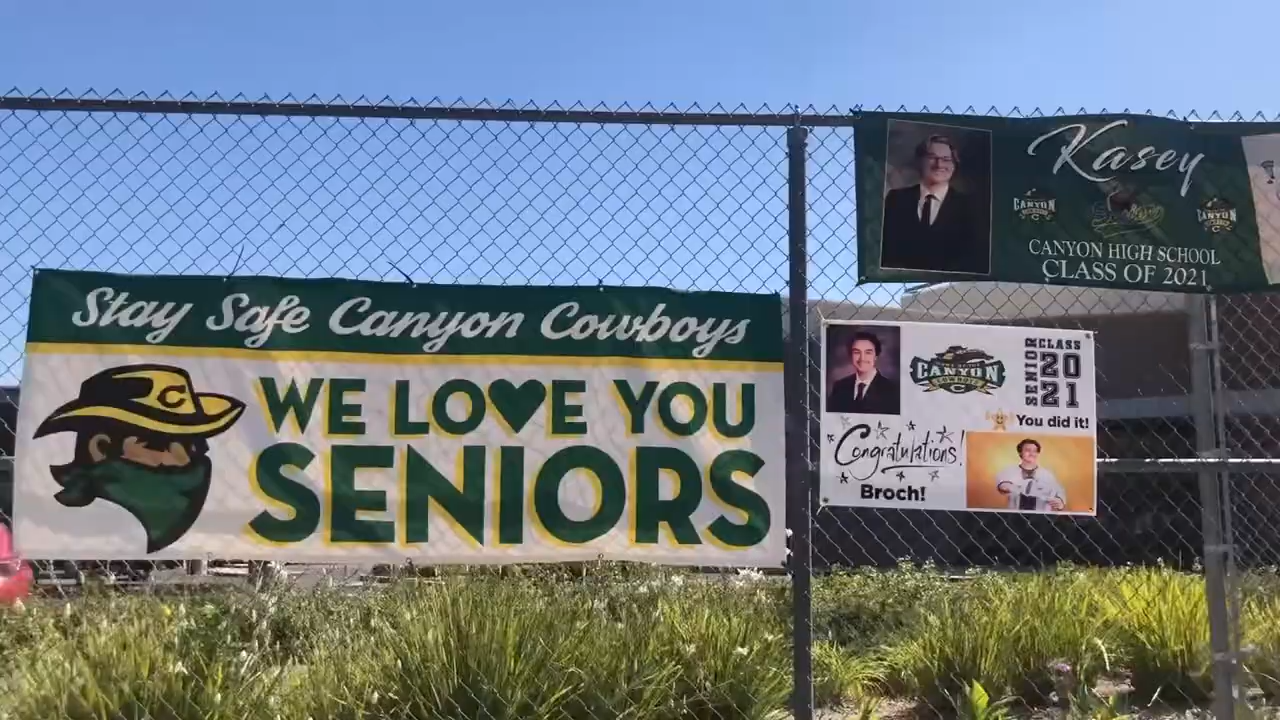 Stay Safe Canyon Cowboys
C
WE LOVE YOU
SENIORS
Kasey
CANYON
CANYON
CANYON HIGH SCHOOL
CLASS OF 2021
CANYON
COWBOYS
SENIOR
CLASS
20
21
You did it!
Congratulations!
Broch!